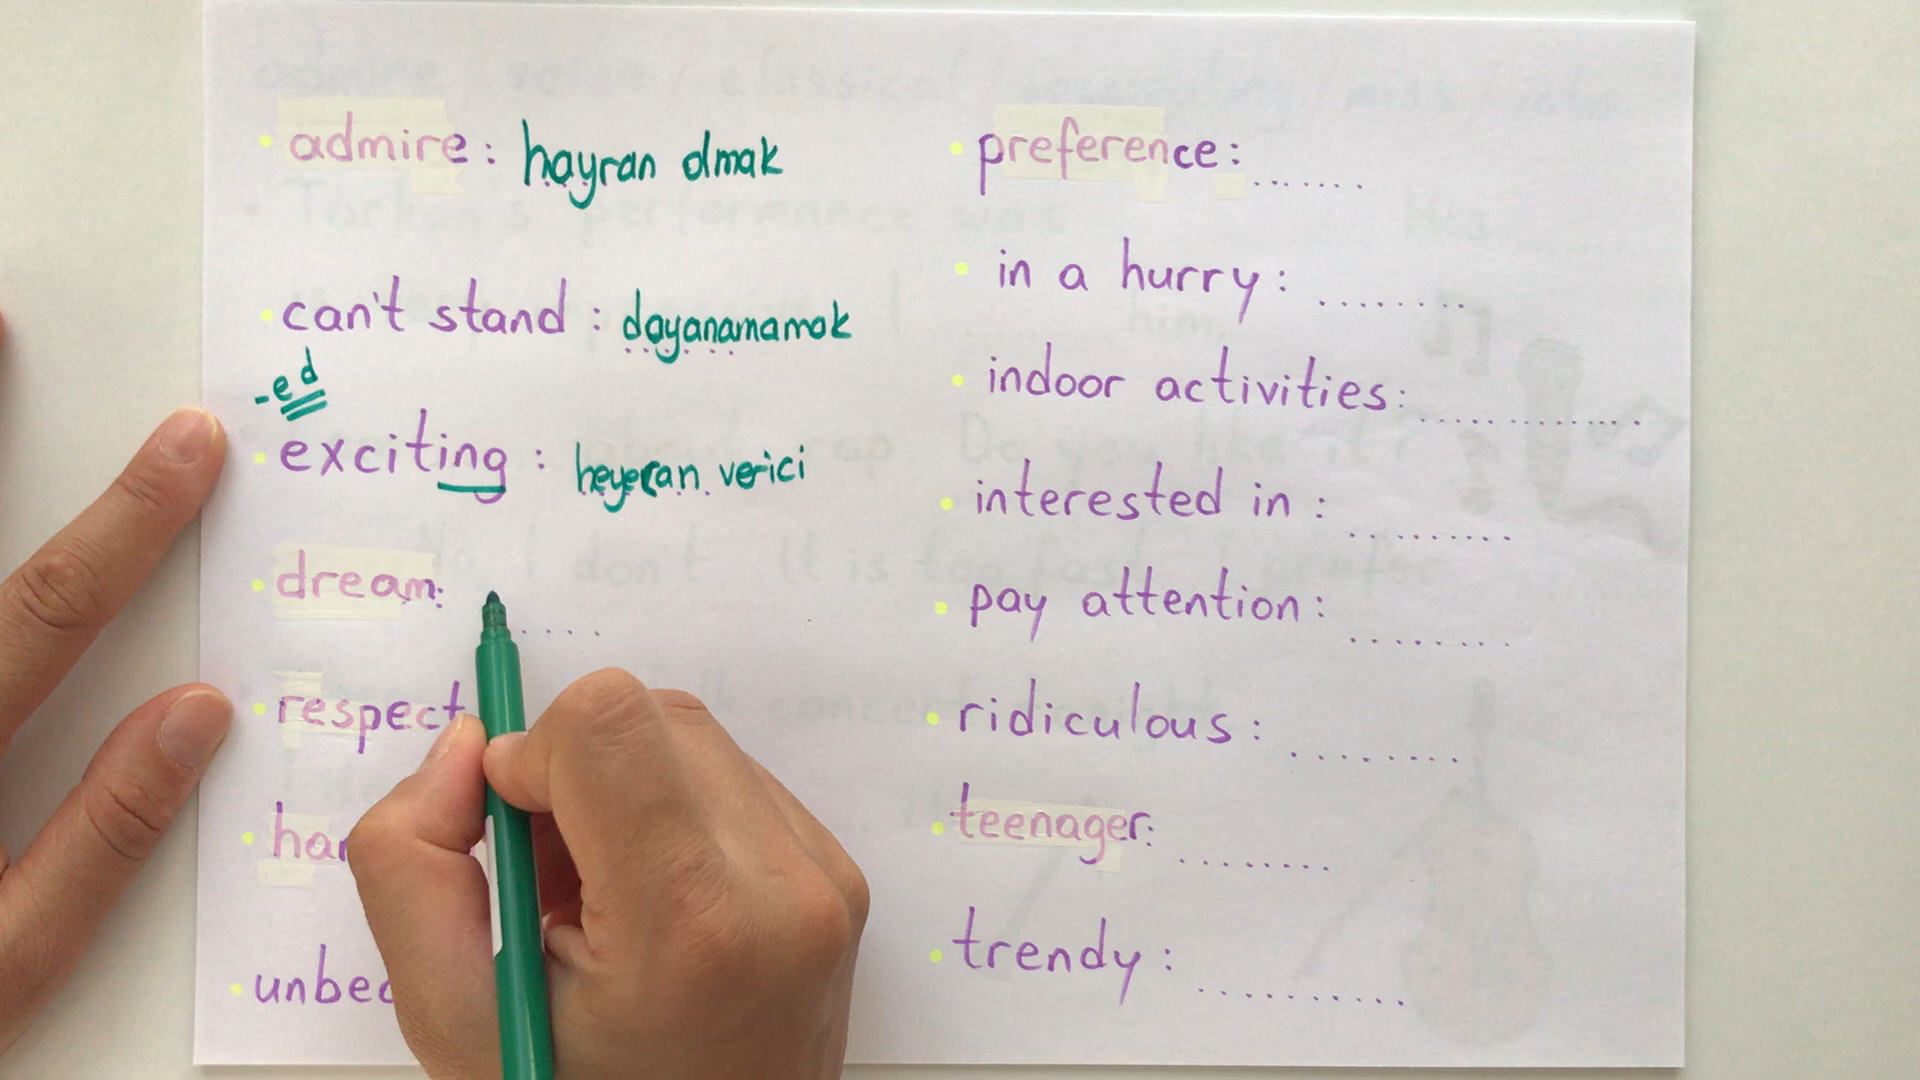 admire: hayran olmak
can't stand : dayanamamak
-ed
exciting : heyecan verici
dream:
respect
preference: .......
in a hurry: ........
indoor activities: .............
interested in : .........
pay attention: ........
ridiculous: ........
teenager: ........
trendy: ..........